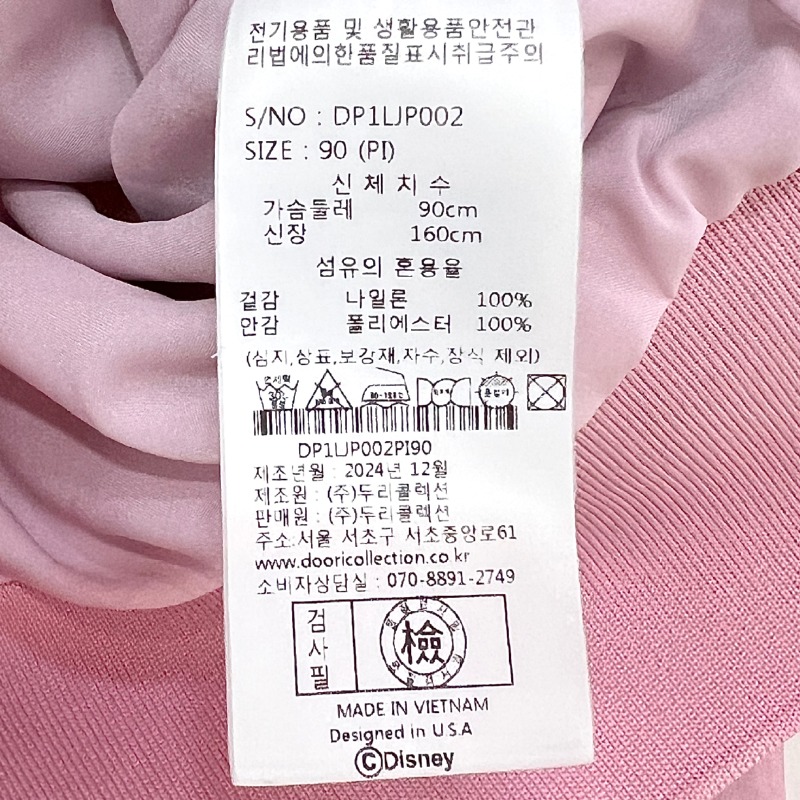 전기용품 및 생활용품안전관
리법에의한품질표시취급주의
S/NO : DP1LJP002
SIZE : 90 (PI)
신 체 치 수
가슴둘레 90cm
신장 160cm
섬유의 혼용율
겉감 나일론 100%
안감 폴리에스터 100%
(심지,상표,보강재,자수,장식 제외)
DP1LJP002PI90
제조년월 : 2024년 12월
제조원 : (주)두리콜렉션
판매원 : (주)두리콜렉션
주소:서울 서초구 서초중앙로61
www.dooricollection.co.kr
소비자상담실 : 070-8891-2749
검사필
檢
MADE IN VIETNAM
Designed in U.S.A
©Disney